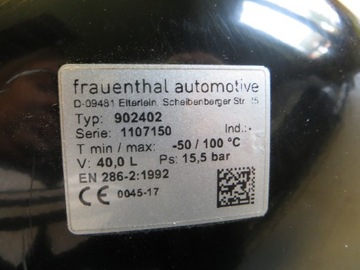 frauenthal automotive
D-09481 Elterlein, Scheibenberger Str. 15
Typ: 902402
Serie: 1107150 Ind.: -
T min / max: -50 / 100 °C
V: 40,0 L Ps: 15,5 bar
EN 286-2:1992
CE 0045-17